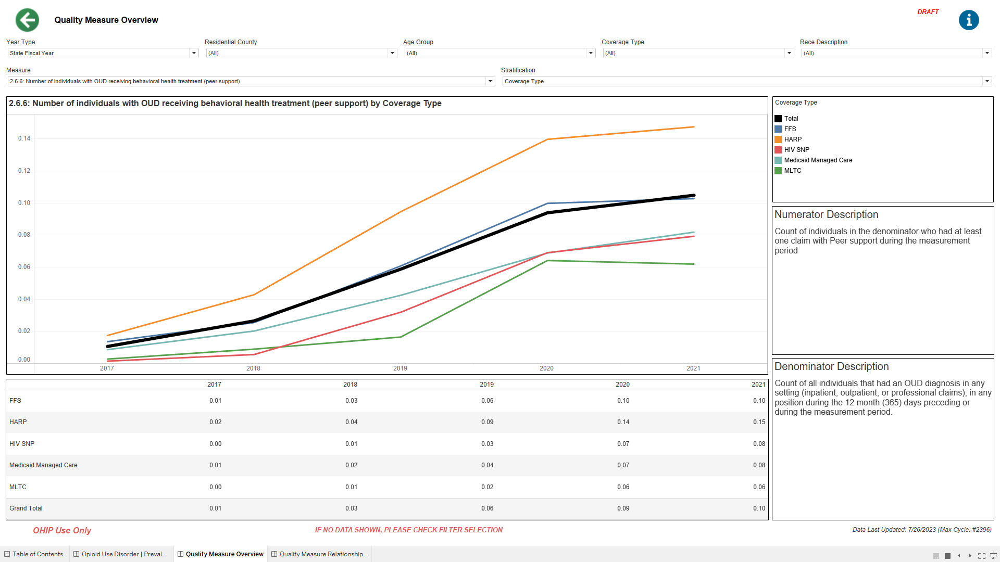 Quality Measure Overview
DRAFT
Year Type
Residential County
Age Group
Coverage Type
Race Description
State Fiscal Year
(All)
(All)
(All)
(All)
Measure
Stratification
2.6.6: Number of individuals with OUD receiving behavioral health treatment (peer support)
Coverage Type
2.6.6: Number of individuals with OUD receiving behavioral health treatment (peer support) by Coverage Type
0.14
0.12
0.10
0.08
0.06
0.04
0.02
0.00
2017 2018 2019 2020 2021
Coverage Type
Total
FFS
HARP
HIV SNP
Medicaid Managed Care
MLTC
Numerator Description
Count of individuals in the denominator who had at least
one claim with Peer support during the measurement
period
Denominator Description
Count of all individuals that had an OUD diagnosis in any
setting (inpatient, outpatient, or professional claims), in any
position during the 12 month (365) days preceding or
during the measurement period.
2017 2018 2019 2020 2021
FFS 0.01 0.03 0.06 0.10 0.10
HARP 0.02 0.04 0.09 0.14 0.15
HIV SNP 0.00 0.01 0.03 0.07 0.08
Medicaid Managed Care 0.01 0.02 0.04 0.07 0.08
MLTC 0.00 0.01 0.02 0.06 0.06
Grand Total 0.01 0.03 0.06 0.09 0.10
OHIP Use Only
IF NO DATA SHOWN, PLEASE CHECK FILTER SELECTION
Data Last Updated: 7/26/2023 (Max Cycle: #2396)
Table of Contents
Opioid Use Disorder | Preval...
Quality Measure Overview
Quality Measure Relationship...